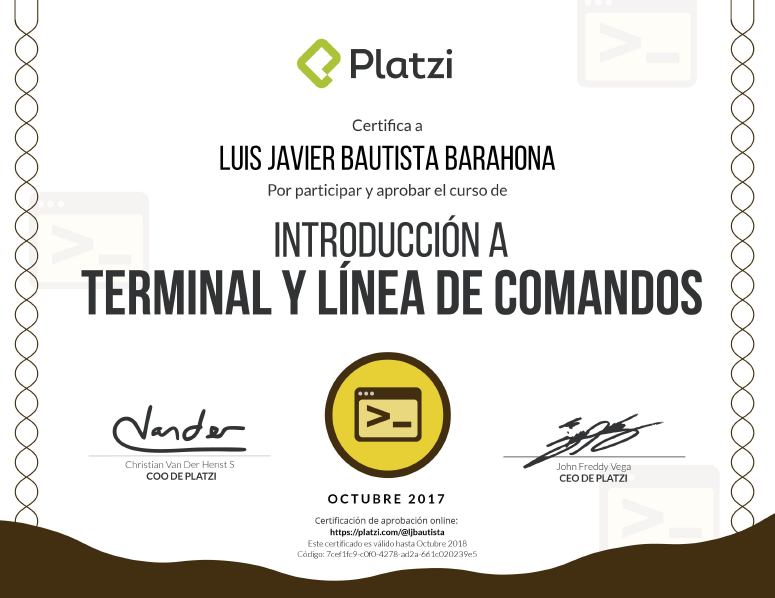 Platzi
Certifica a
LUIS JAVIER BAUTISTA BARAHONA
Por participar y aprobar el curso de
INTRODUCCIÓN A
TERMINAL Y LÍNEA DE COMANDOS
Vander
Christian Van Der Henst S
COO DE PLATZI
John Freddy Vega
CEO DE PLATZI
OCTUBRE 2017
Certificación de aprobación online:
https://platzi.com/@ljbautista
Este certificado es válido hasta Octubre 2018
Código: 7cef1fc9-c0f0-4278-ad2a-661c020239e5